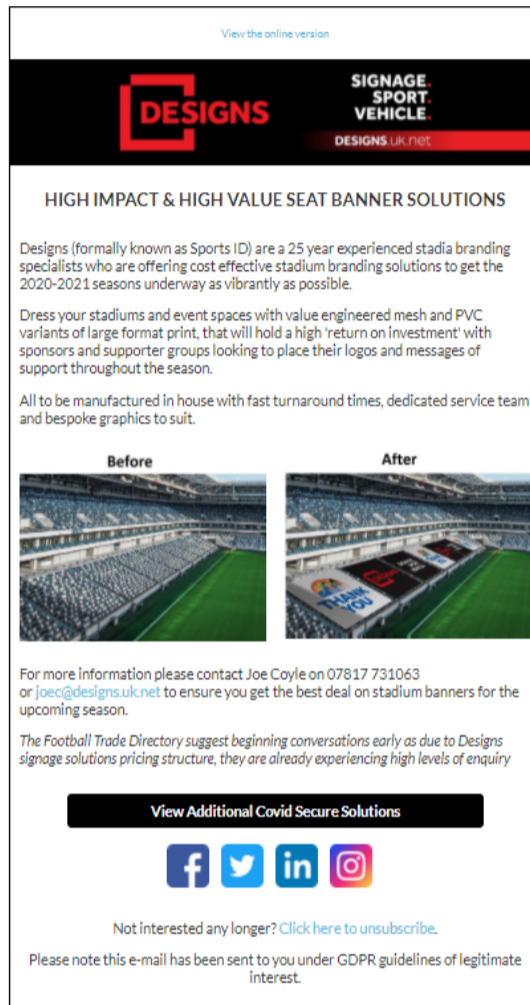 View the online version
DESIGNS
SIGNAGE.
SPORT.
VEHICLE.
DESIGNS.uk.net
HIGH IMPACT & HIGH VALUE SEAT BANNER SOLUTIONS
Designs (formally known as Sports ID) are a 25 year experienced stadia branding
specialists who are offering cost effective stadium branding solutions to get the
2020-2021 seasons underway as vibrantly as possible.
Dress your stadiums and event spaces with value engineered mesh and PVC
variants of large format print, that will hold a high 'return on investment' with
sponsors and supporter groups looking to place their logos and messages of
support throughout the season.
All to be manufactured in house with fast turnaround times, dedicated service team
and bespoke graphics to suit.
Before
After
THANK
YOU
For more information please contact Joe Coyle on 07817 731063
or joec@designs.uk.net to ensure you get the best deal on stadium banners for the
upcoming season.
The Football Trade Directory suggest beginning conversations early as due to Designs
signage solutions pricing structure, they are already experiencing high levels of enquiry
View Additional Covid Secure Solutions
Not interested any longer? Click here to unsubscribe.
Please note this e-mail has been sent to you under GDPR guidelines of legitimate
interest.